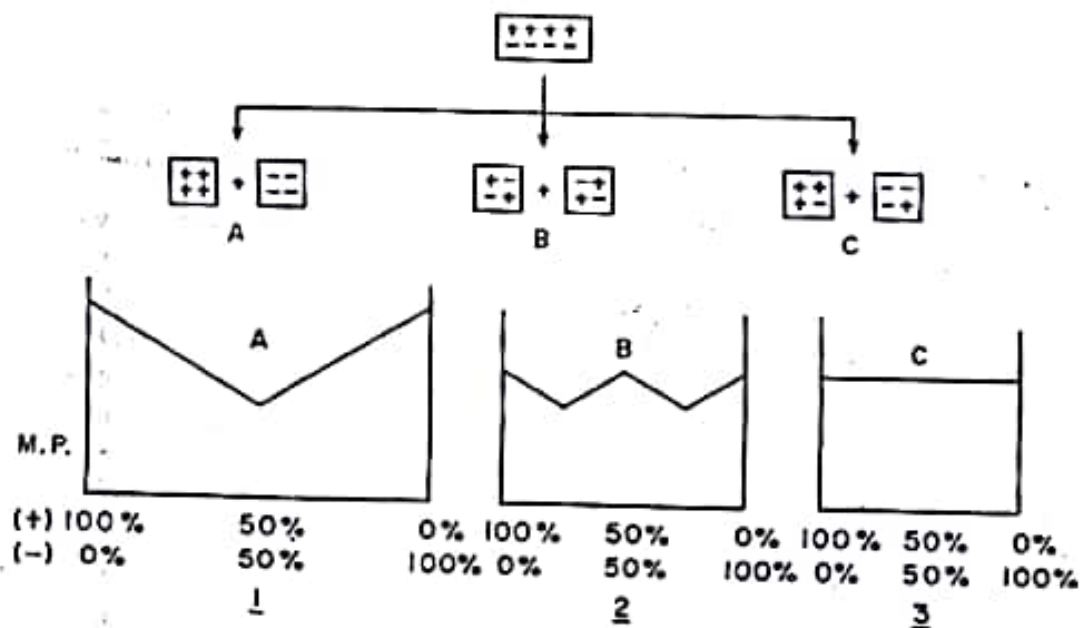 + + + +
− − − −
+ + + − −
+ + − −
A
+ − + − +
− + + −
B
+ + + − −
+ − − +
C
A
B
C
M.P.
(+) 100% 50% 0% 100% 50% 0% 100% 50% 0%
(−) 0% 50% 100% 0% 50% 100% 0% 50% 100%
1 2 3